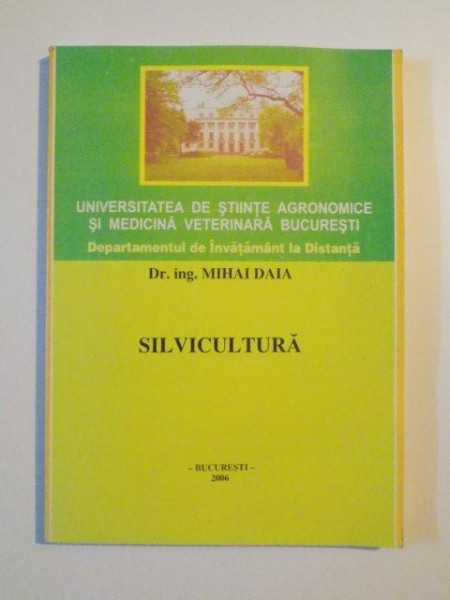 UNIVERSITATEA DE ŞTIINŢE AGRONOMICE
ŞI MEDICINĂ VETERINARĂ BUCUREŞTI
Departamentul de Învăţământ la Distanţă
Dr. ing. MIHAI DAIA
SILVICULTURĂ
– BUCUREŞTI –
2006